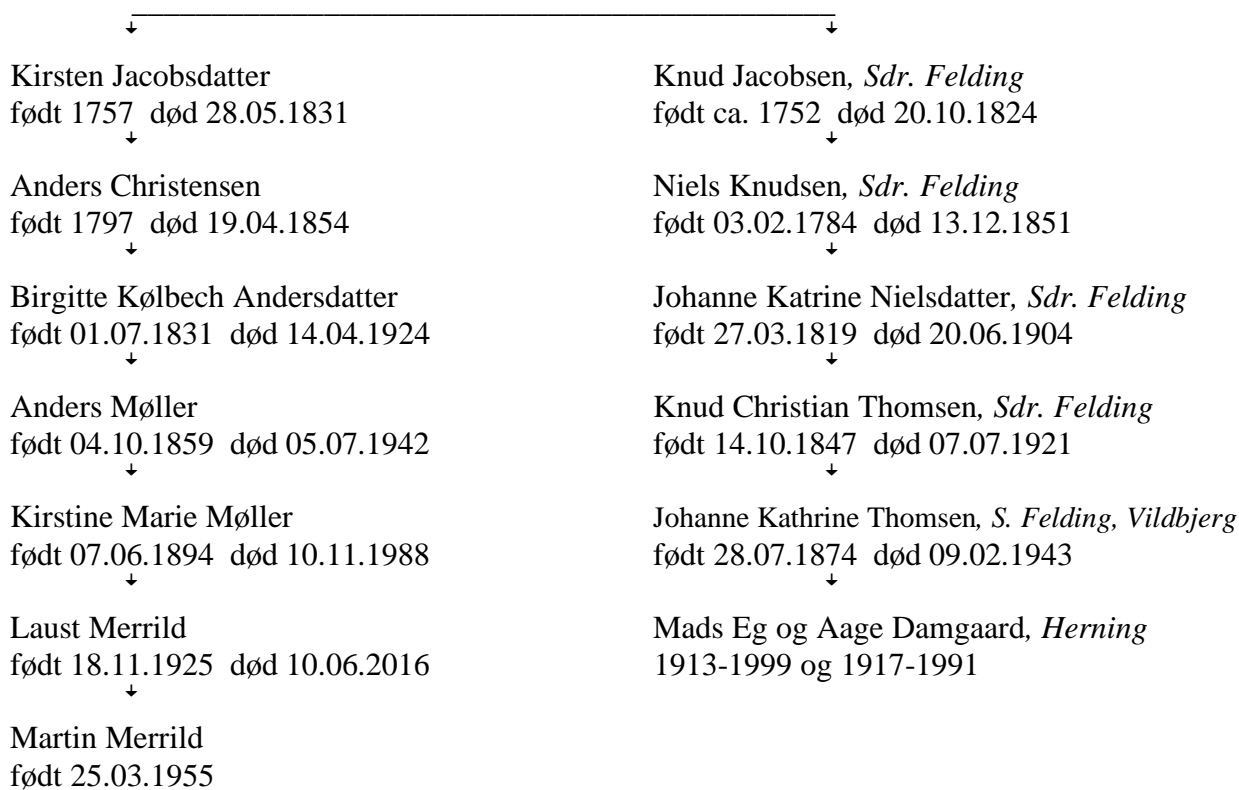 Kirsten Jacobsdatter
født 1757 død 28.05.1831
Anders Christensen
født 1797 død 19.04.1854
Birgitte Kølbech Andersdatter
født 01.07.1831 død 14.04.1924
Anders Møller
født 04.10.1859 død 05.07.1942
Kirstine Marie Møller
født 07.06.1894 død 10.11.1988
Laust Merrild
født 18.11.1925 død 10.06.2016
Martin Merrild
født 25.03.1955
Knud Jacobsen, Sdr. Felding
født ca. 1752 død 20.10.1824
Niels Knudsen, Sdr. Felding
født 03.02.1784 død 13.12.1851
Johanne Katrine Nielsdatter, Sdr. Felding
født 27.03.1819 død 20.06.1904
Knud Christian Thomsen, Sdr. Felding
født 14.10.1847 død 07.07.1921
Johanne Kathrine Thomsen, S. Felding, Vildbjerg
født 28.07.1874 død 09.02.1943
Mads Eg og Aage Damgaard, Herning
1913-1999 og 1917-1991